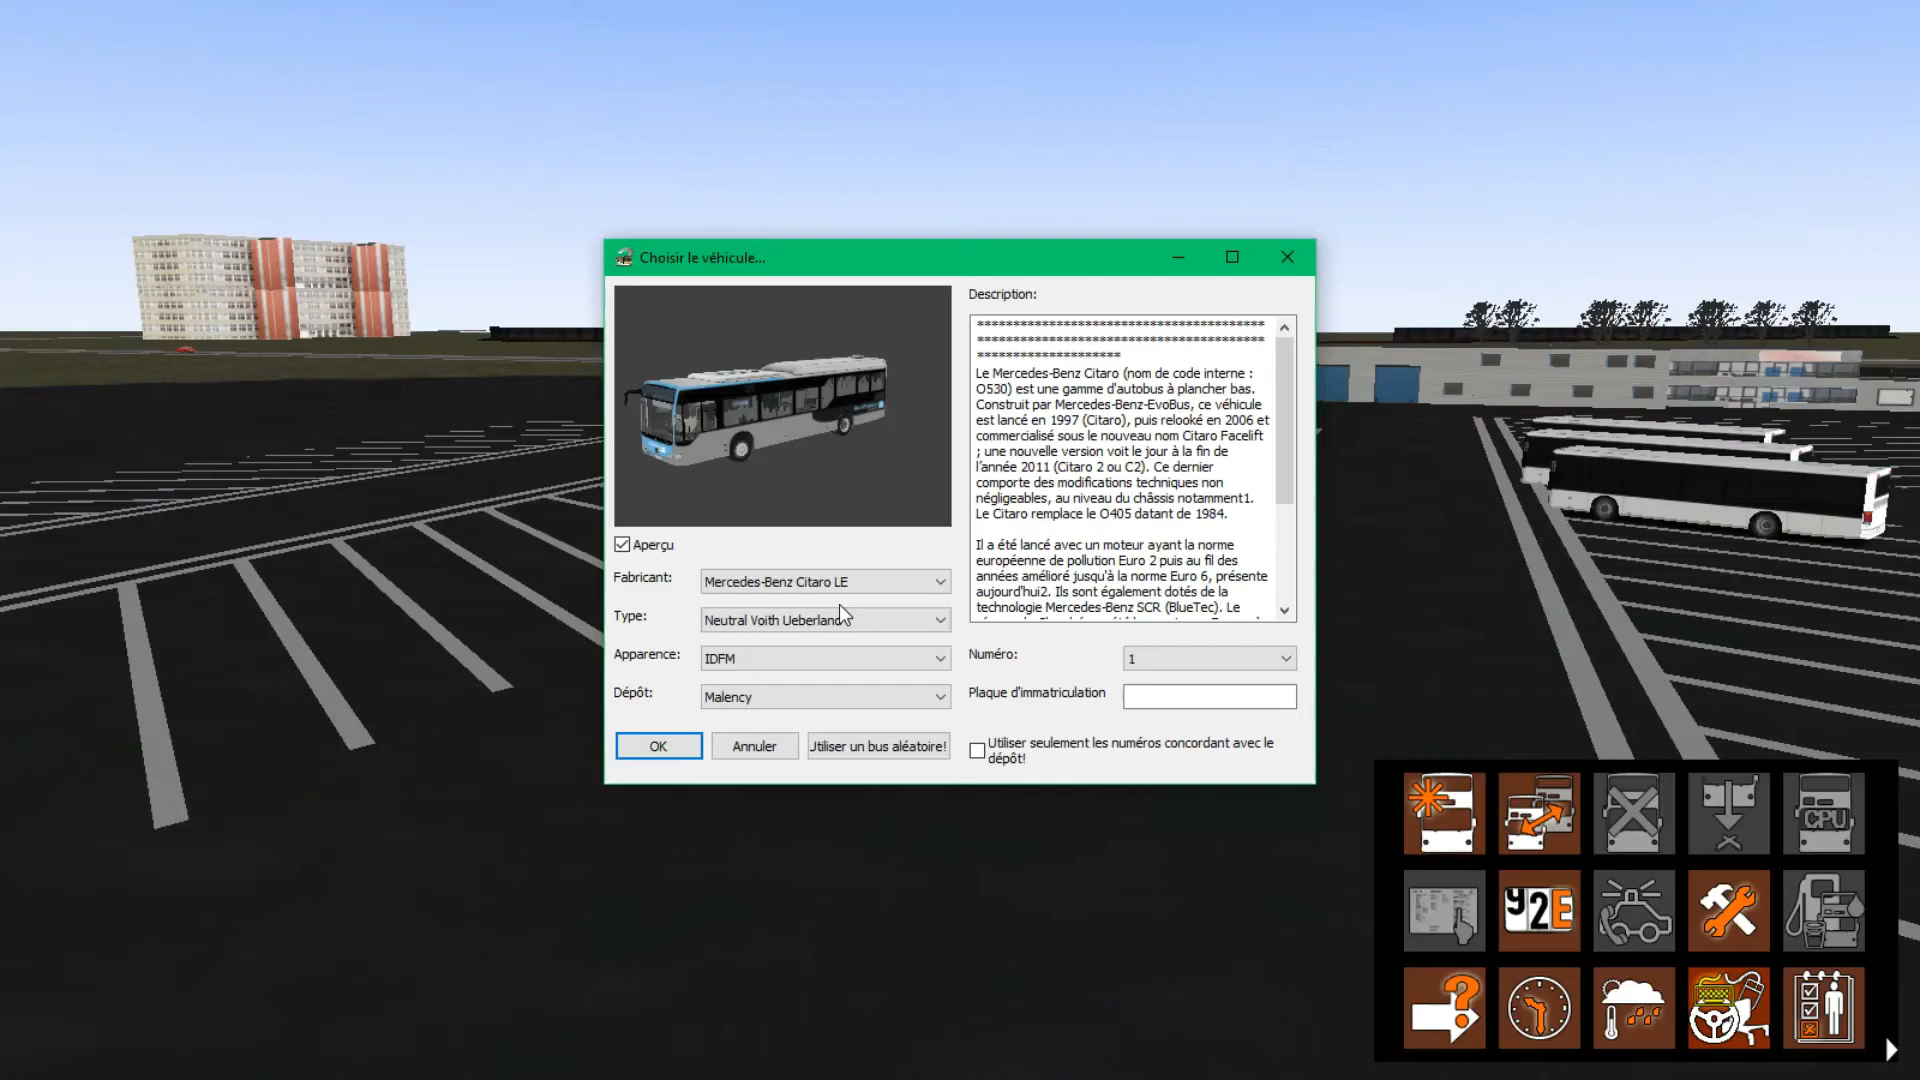 Choisir le véhicule...
Description:
****************************************
****************************************
********************
Le Mercedes-Benz Citaro (nom de code interne :
O530) est une gamme d'autobus à plancher bas.
Construit par Mercedes-Benz-EvoBus, ce véhicule
est lancé en 1997 (Citaro), puis relooké en 2006 et
commercialisé sous le nouveau nom Citaro Facelift
; une nouvelle version voit le jour à la fin de
l'année 2011 (Citaro 2 ou C2). Ce dernier
comporte des modifications techniques non
négligeables, au niveau du châssis notamment1.
Le Citaro remplace le O405 datant de 1984.
Il a été lancé avec un moteur ayant la norme
européenne de pollution Euro 2 puis au fil des
années amélioré jusqu'à la norme Euro 6, présente
aujourd'hui2. Ils sont également dotés de la
technologie Mercedes-Benz SCR (BlueTec). Le
Aperçu
Fabricant: Mercedes-Benz Citaro LE
Type: Neutral Voith Ueberland
Apparence: IDFM
Numéro: 1
Dépôt: Malency
Plaque d'immatriculation
OK Annuler Jtiliser un bus aléatoire!
Utiliser seulement les numéros concordant avec le
dépôt!
CPU
92E
?